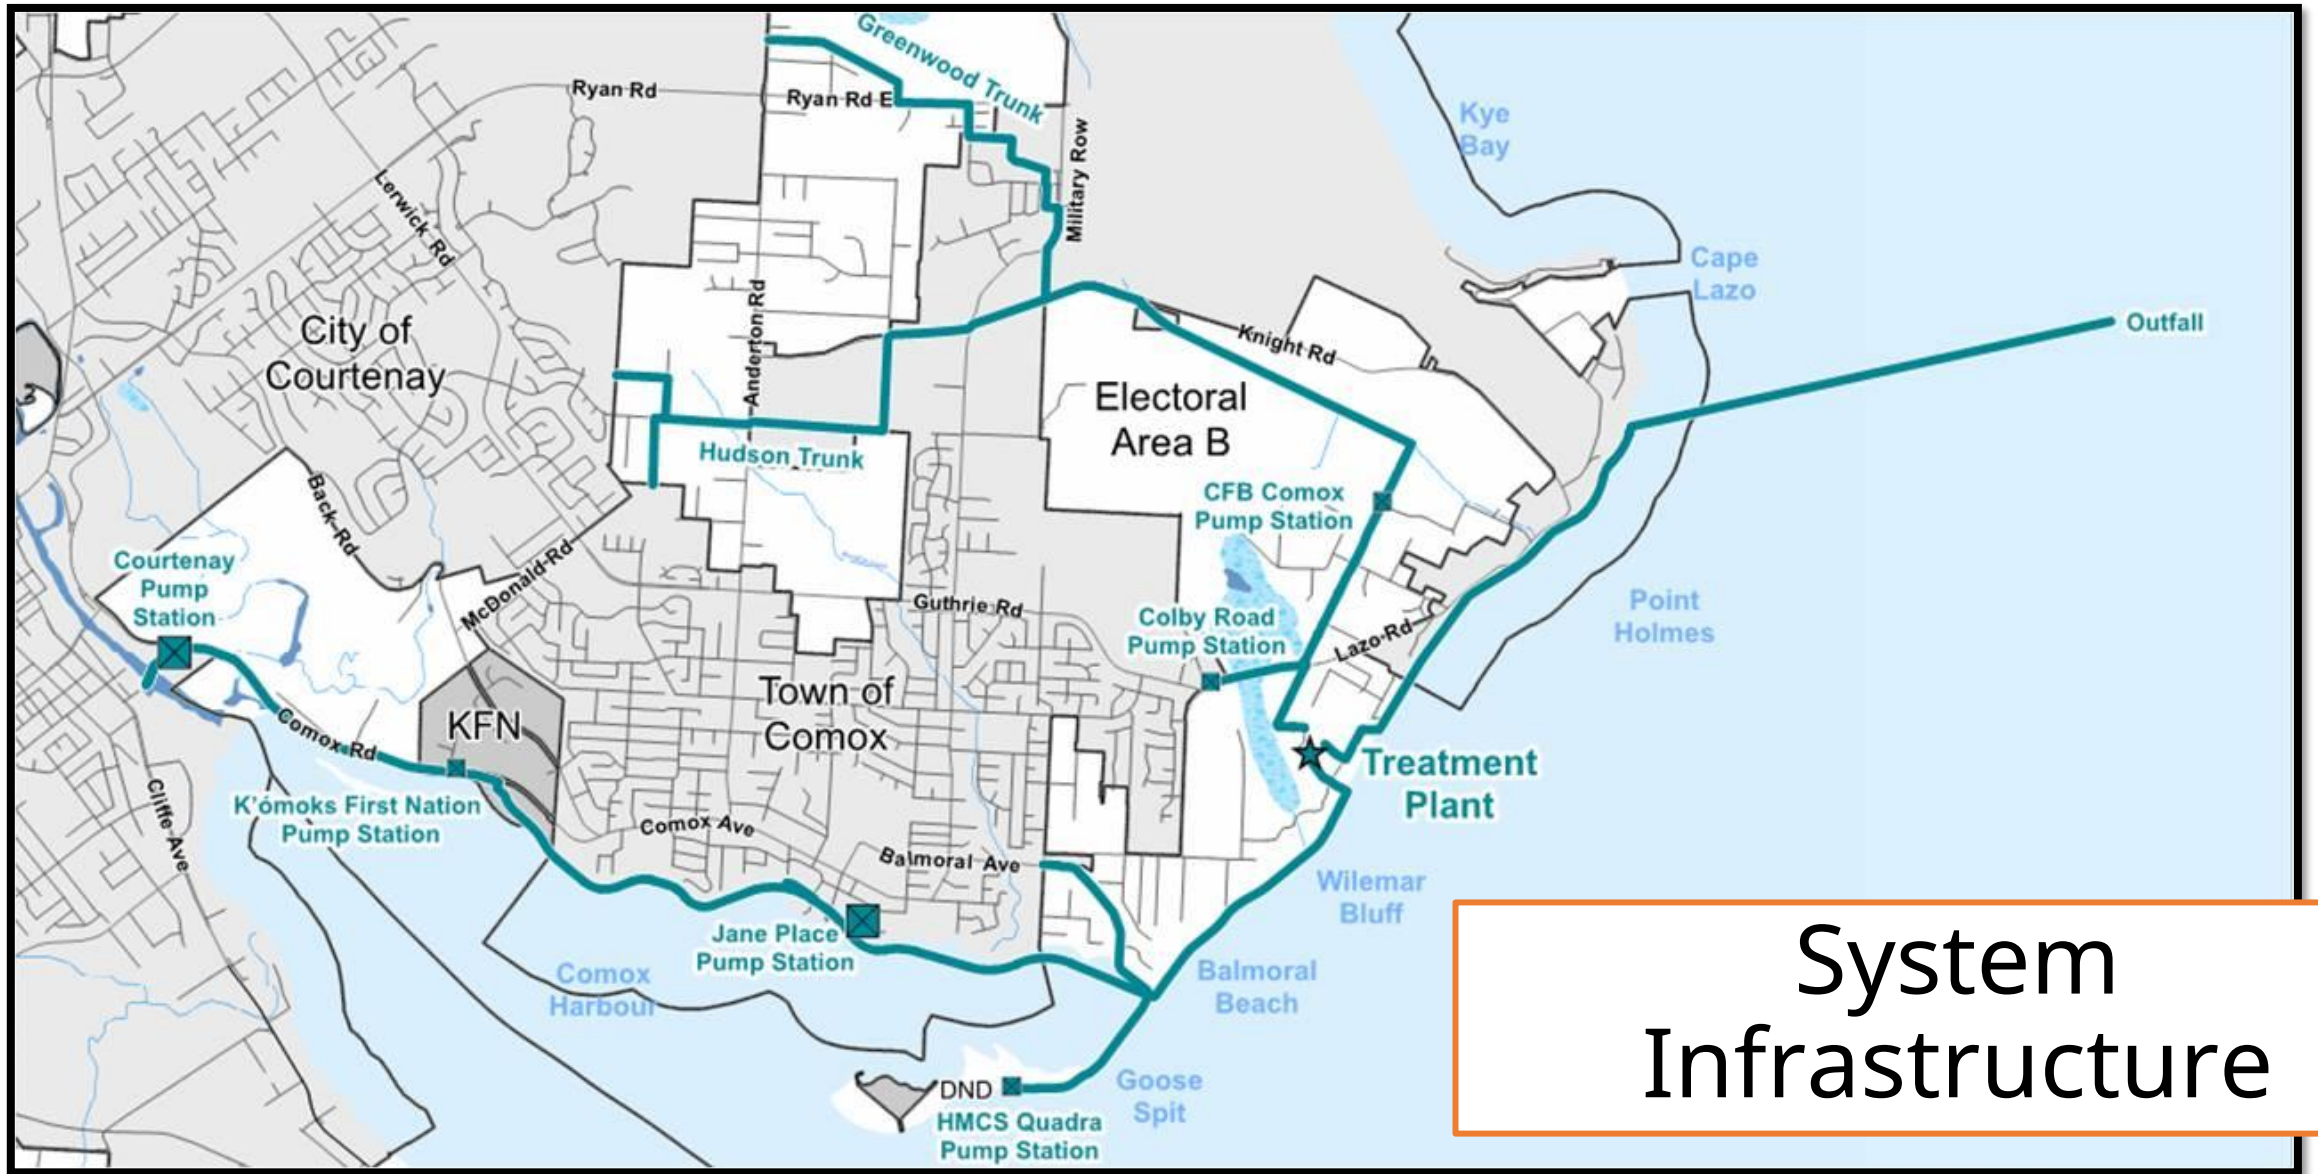 Greenwood Trunk
Ryan Rd
Ryan Rd E
Kye
Bay
Military Row
Lerwick Rd
Cape
Lazo
Anderton Rd
Outfall
City of
Courtenay
Knight Rd
Electoral
Area B
Hudson Trunk
Back Rd
CFB Comox
Pump Station
Courtenay
Pump
Station
McDonald Rd
Guthrie Rd
Colby Road
Pump Station
Lazo Rd
Point
Holmes
KFN
Town of
Comox
Comox Rd
Treatment
Plant
Cliffe Ave
K'ómoks First Nation
Pump Station
Comox Ave
Balmoral Ave
Wilemar
Bluff
Jane Place
Pump Station
Comox
Harbour
Balmoral
Beach
System
Infrastructure
DND
Goose
Spit
HMCS Quadra
Pump Station